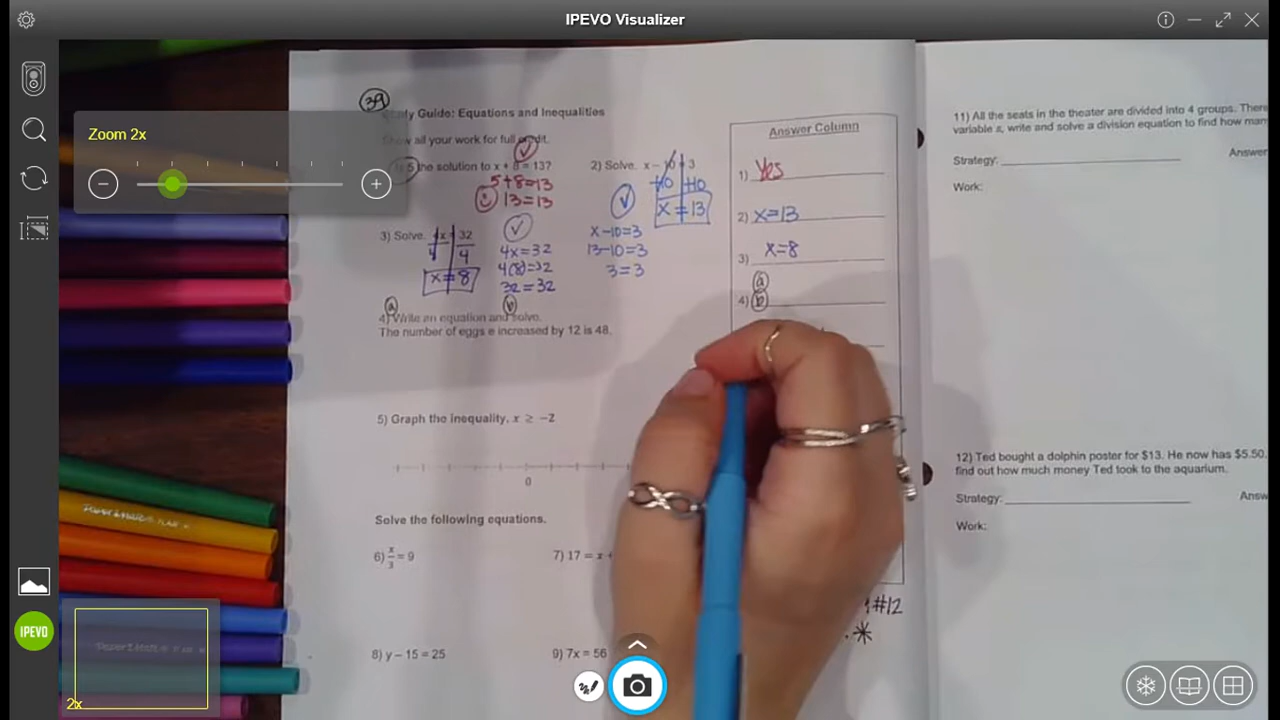 IPEVO Visualizer
Zoom 2x
39
Study Guide: Equations and Inequalities
Show all your work for full credit.
1) Is 5 the solution to x + 8 = 13?
5+8=13
13=13
2) Solve. x - 10 = 3
+10 +10
x = 13
x-10=3
13-10=3
3=3
3) Solve. 4x = 32
4 4
x = 8
4x=32
4(8)=32
32=32
a b
4) Write an equation and solve.
The number of eggs e increased by 12 is 48.
5) Graph the inequality, x ≥ -2
0
Solve the following equations.
6) x/3 = 9
7) 17 = x +
8) y - 15 = 25
9) 7x = 56
Answer Column
1) Yes
2) x=13
3) x=8
a
4) b
#12
11) All the seats in the theater are divided into 4 groups. There
variable s, write and solve a division equation to find how man
Strategy: Answer
Work:
12) Ted bought a dolphin poster for $13. He now has $5.50.
find out how much money Ted took to the aquarium.
Strategy: Answ
Work:
IPEVO
2x